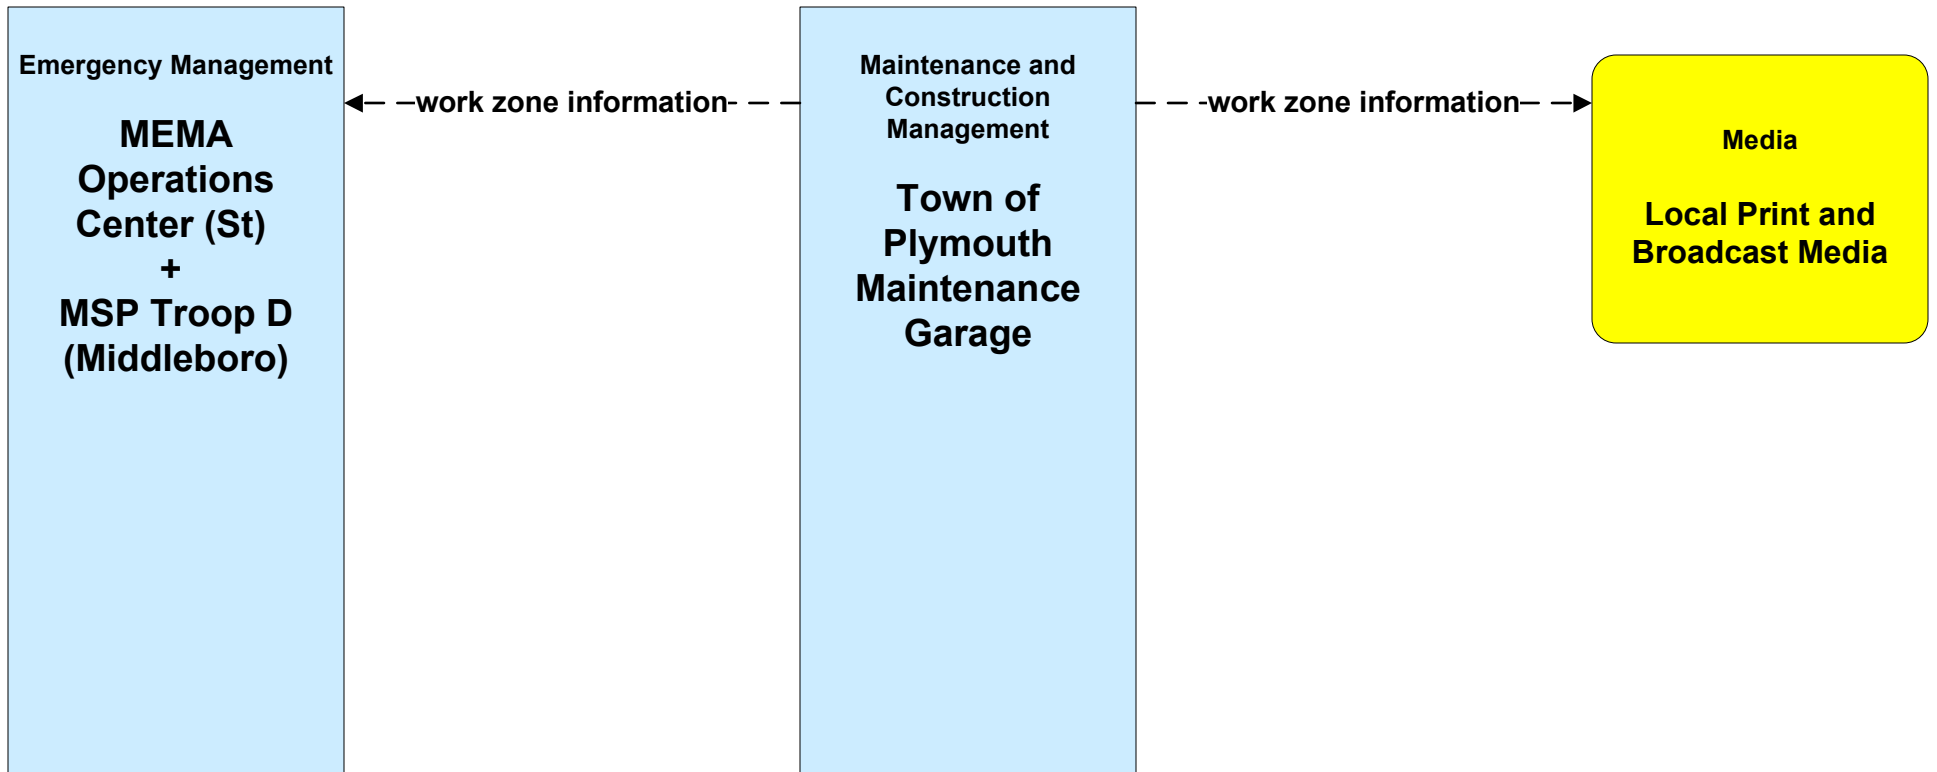 Emergency Management
MEMA
Operations
Center (St)
+
MSP Troop D
(Middleboro)
work zone information
Maintenance and
Construction
Management
Town of
Plymouth
Maintenance
Garage
work zone information
Media
Local Print and
Broadcast Media